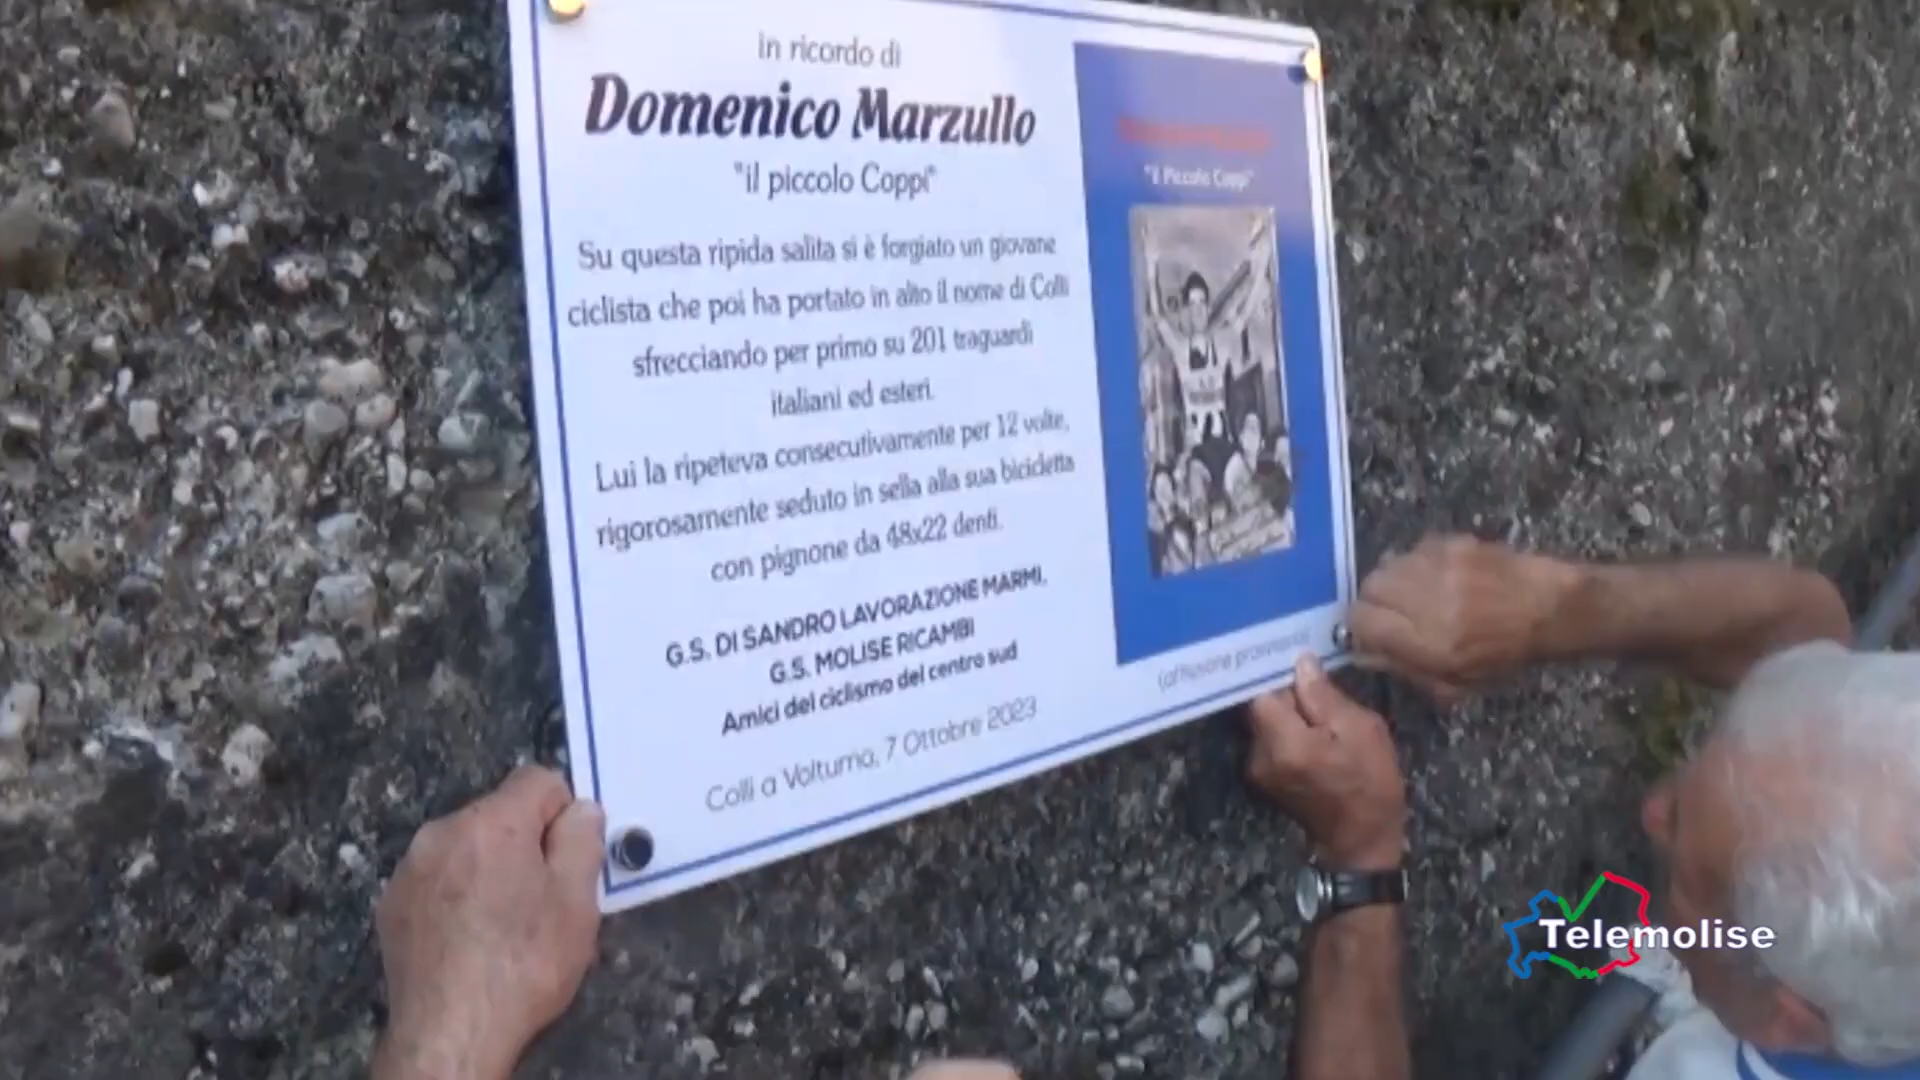 in ricordo di
Domenico Marzullo
"il piccolo Coppi"
Su questa ripida salita si è forgiato un giovane
ciclista che poi ha portato in alto il nome di Colli
sfrecciando per primo su 201 traguardi
italiani ed esteri.
Lui la ripeteva consecutivamente per 12 volte,
rigorosamente seduto in sella alla sua bicicletta
con pignone da 48x22 denti.
G.S. DI SANDRO LAVORAZIONE MARMI,
G.S. MOLISE RICAMBI
Amici del ciclismo del centro sud
Colli a Volturno, 7 Ottobre 2023
"il Piccolo Coppi"
(affissione provvisoria)
Telemolise